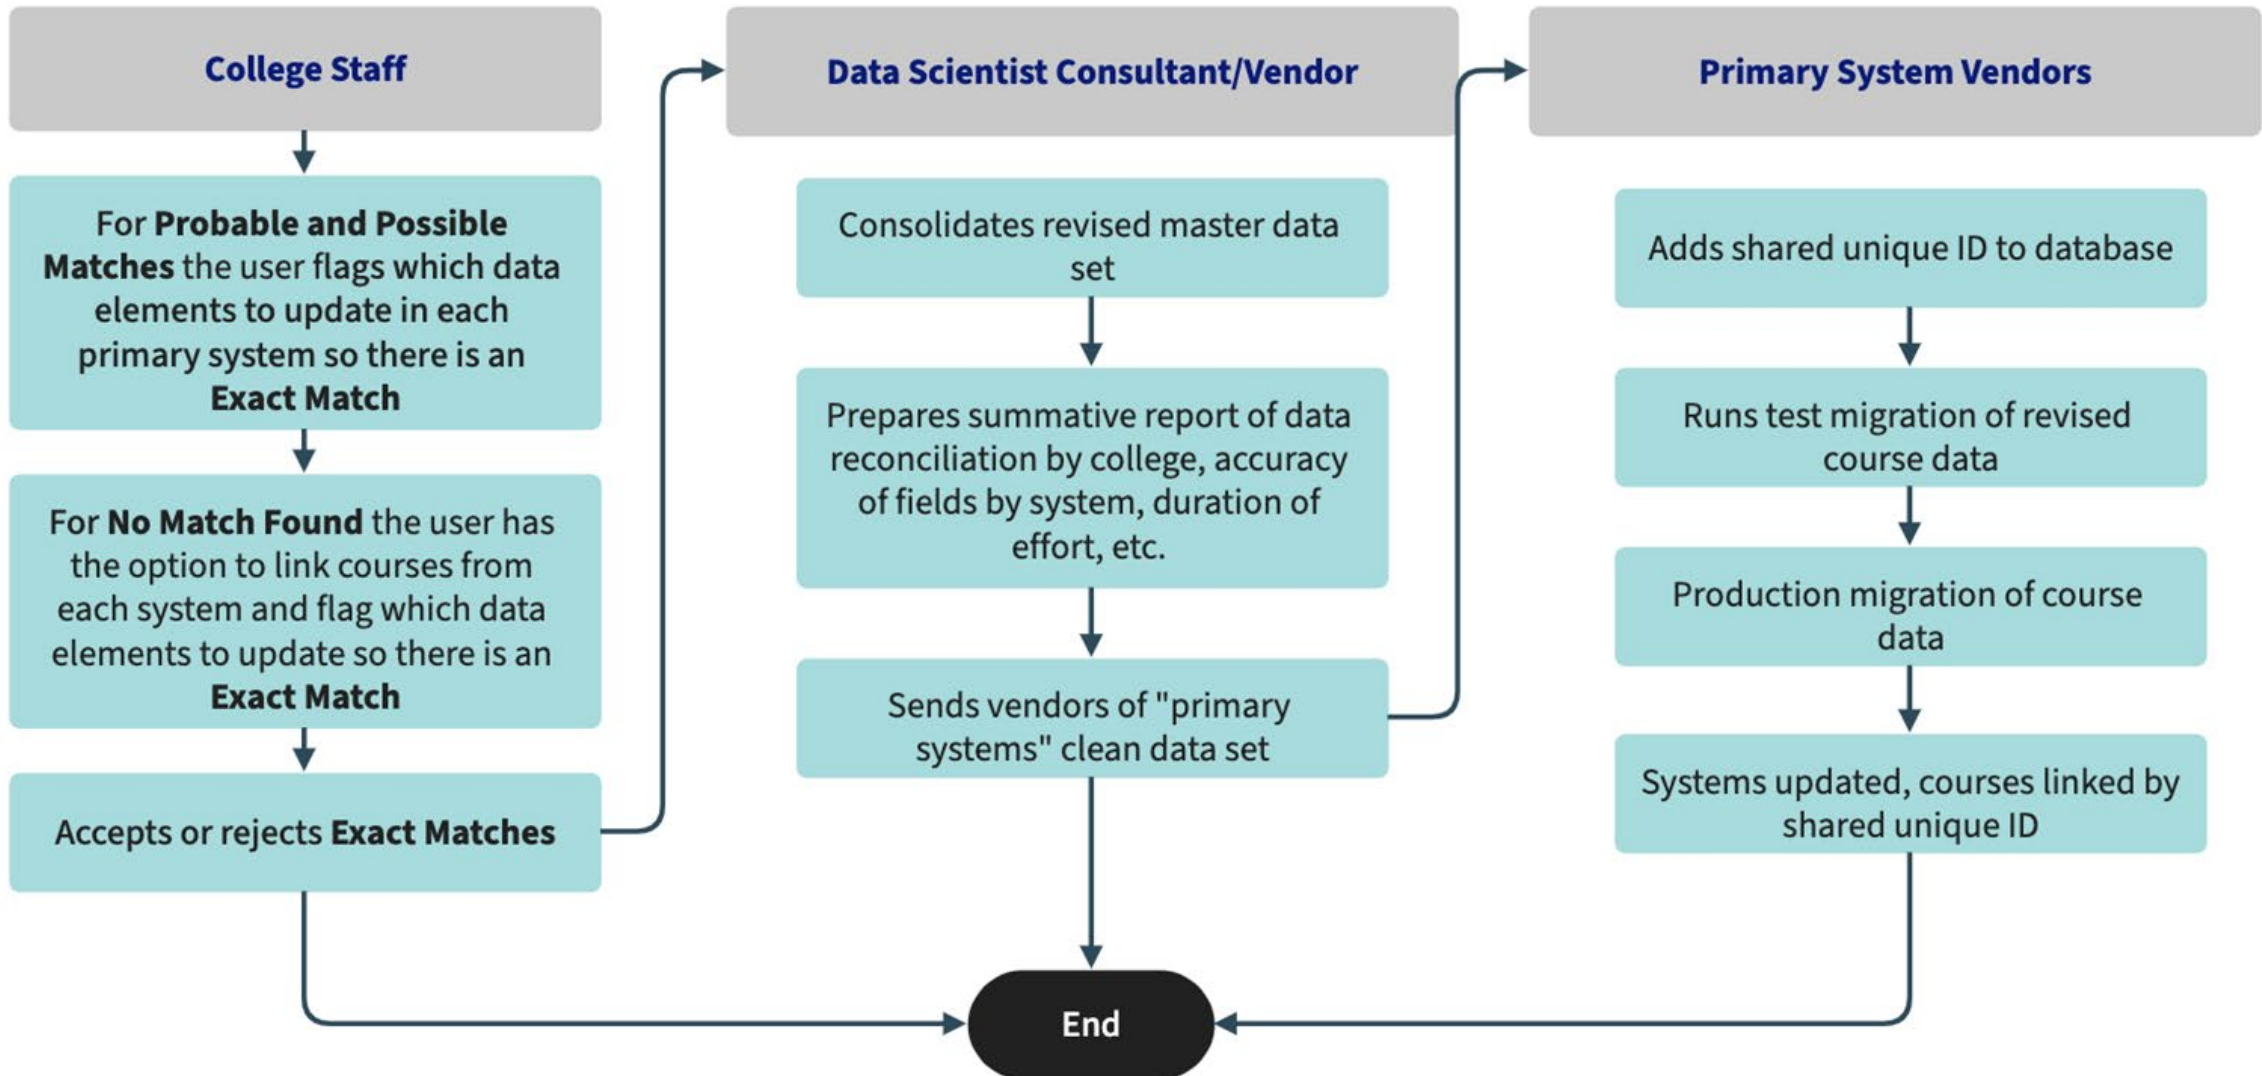 College Staff
For Probable and Possible
Matches the user flags which data
elements to update in each
primary system so there is an
Exact Match
For No Match Found the user has
the option to link courses from
each system and flag which data
elements to update so there is an
Exact Match
Accepts or rejects Exact Matches
Data Scientist Consultant/Vendor
Consolidates revised master data
set
Prepares summative report of data
reconciliation by college, accuracy
of fields by system, duration of
effort, etc.
Sends vendors of "primary
systems" clean data set
Primary System Vendors
Adds shared unique ID to database
Runs test migration of revised
course data
Production migration of course
data
Systems updated, courses linked by
shared unique ID
End